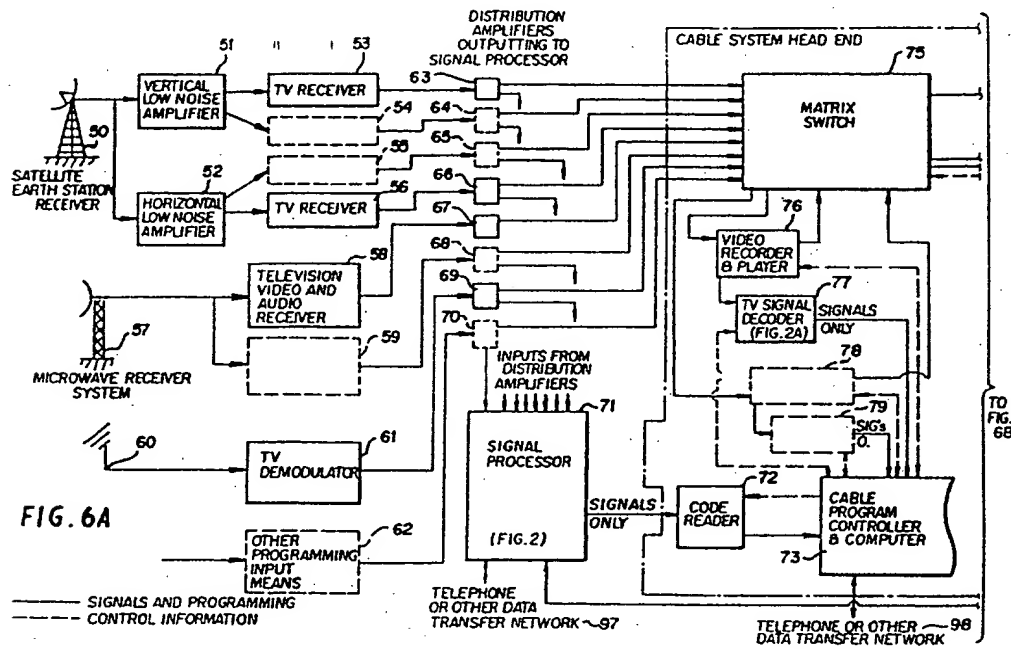 DISTRIBUTION
AMPLIFIERS
OUTPUTTING TO
SIGNAL PROCESSOR
CABLE SYSTEM HEAD END
51
53
63
75
VERTICAL
LOW NOISE
AMPLIFIER
TV RECEIVER
MATRIX
SWITCH
54
64
50
55
65
SATELLITE
EARTH STATION
RECEIVER
52
66
HORIZONTAL
LOW NOISE
AMPLIFIER
TV RECEIVER
56
67
76
58
68
VIDEO
RECORDER
& PLAYER
TELEVISION
VIDEO AND
AUDIO
RECEIVER
69
77
57
70
TV SIGNAL
DECODER
(FIG.2A)
SIGNALS
ONLY
59
INPUTS FROM
DISTRIBUTION
AMPLIFIERS
78
MICROWAVE RECEIVER
SYSTEM
71
79
TO
FIG.
6B
60
61
SIG's
O.
TV
DEMODULATOR
SIGNAL
PROCESSOR
(FIG.2)
72
SIGNALS
ONLY
CODE
READER
CABLE
PROGRAM
CONTROLLER
& COMPUTER
73
FIG. 6A
62
OTHER
PROGRAMMING
INPUT
MEANS
SIGNALS AND PROGRAMMING
CONTROL INFORMATION
TELEPHONE
OR OTHER DATA
TRANSFER NETWORK 97
TELEPHONE OR OTHER
DATA TRANSFER NETWORK 98